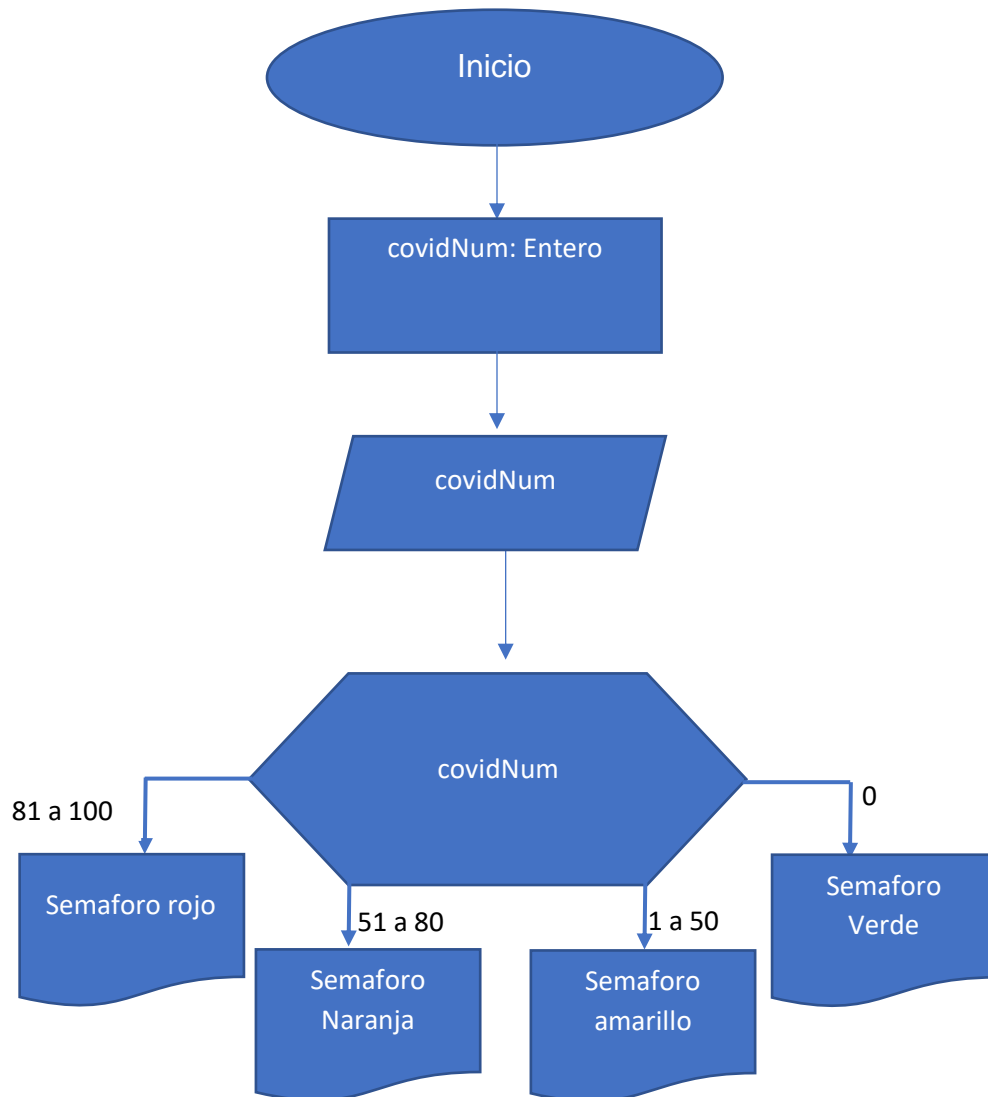 Inicio
covidNum: Entero
covidNum
covidNum
81 a 100
0
Semaforo rojo
51 a 80
1 a 50
Semaforo
Verde
Semaforo
Naranja
Semaforo
amarillo